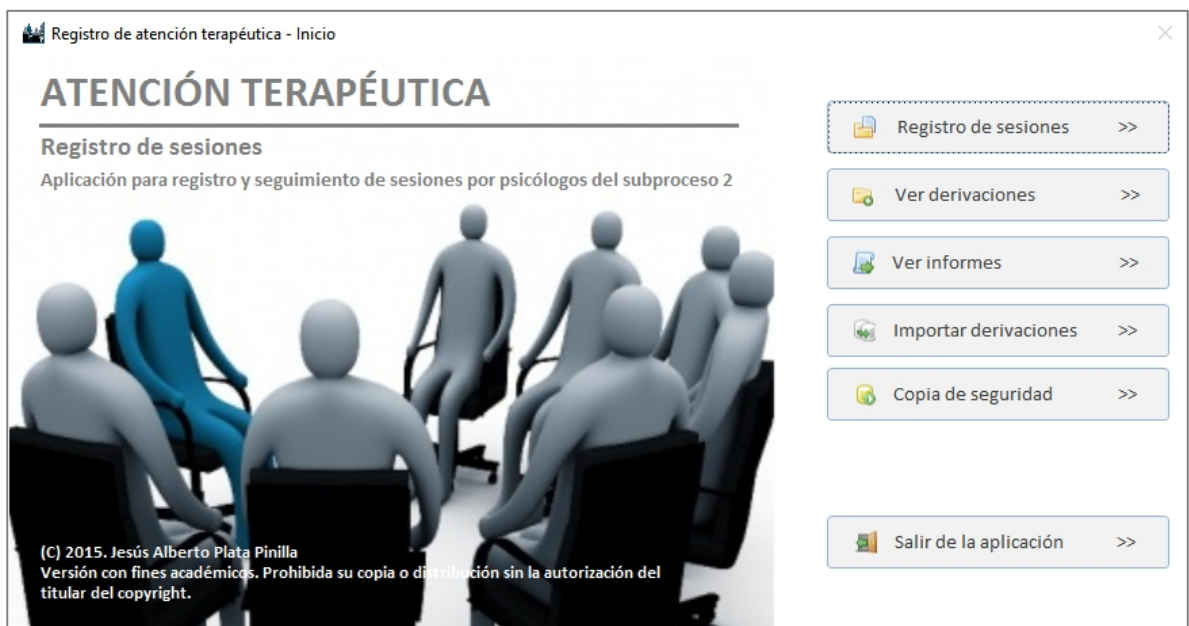 Registro de atención terapéutica - Inicio
ATENCIÓN TERAPÉUTICA
Registro de sesiones
Aplicación para registro y seguimiento de sesiones por psicólogos del subproceso 2
(C) 2015. Jesús Alberto Plata Pinilla
Versión con fines académicos. Prohibida su copia o distribución sin la autorización del
titular del copyright.
Registro de sesiones >>
Ver derivaciones >>
Ver informes >>
Importar derivaciones >>
Copia de seguridad >>
Salir de la aplicación >>